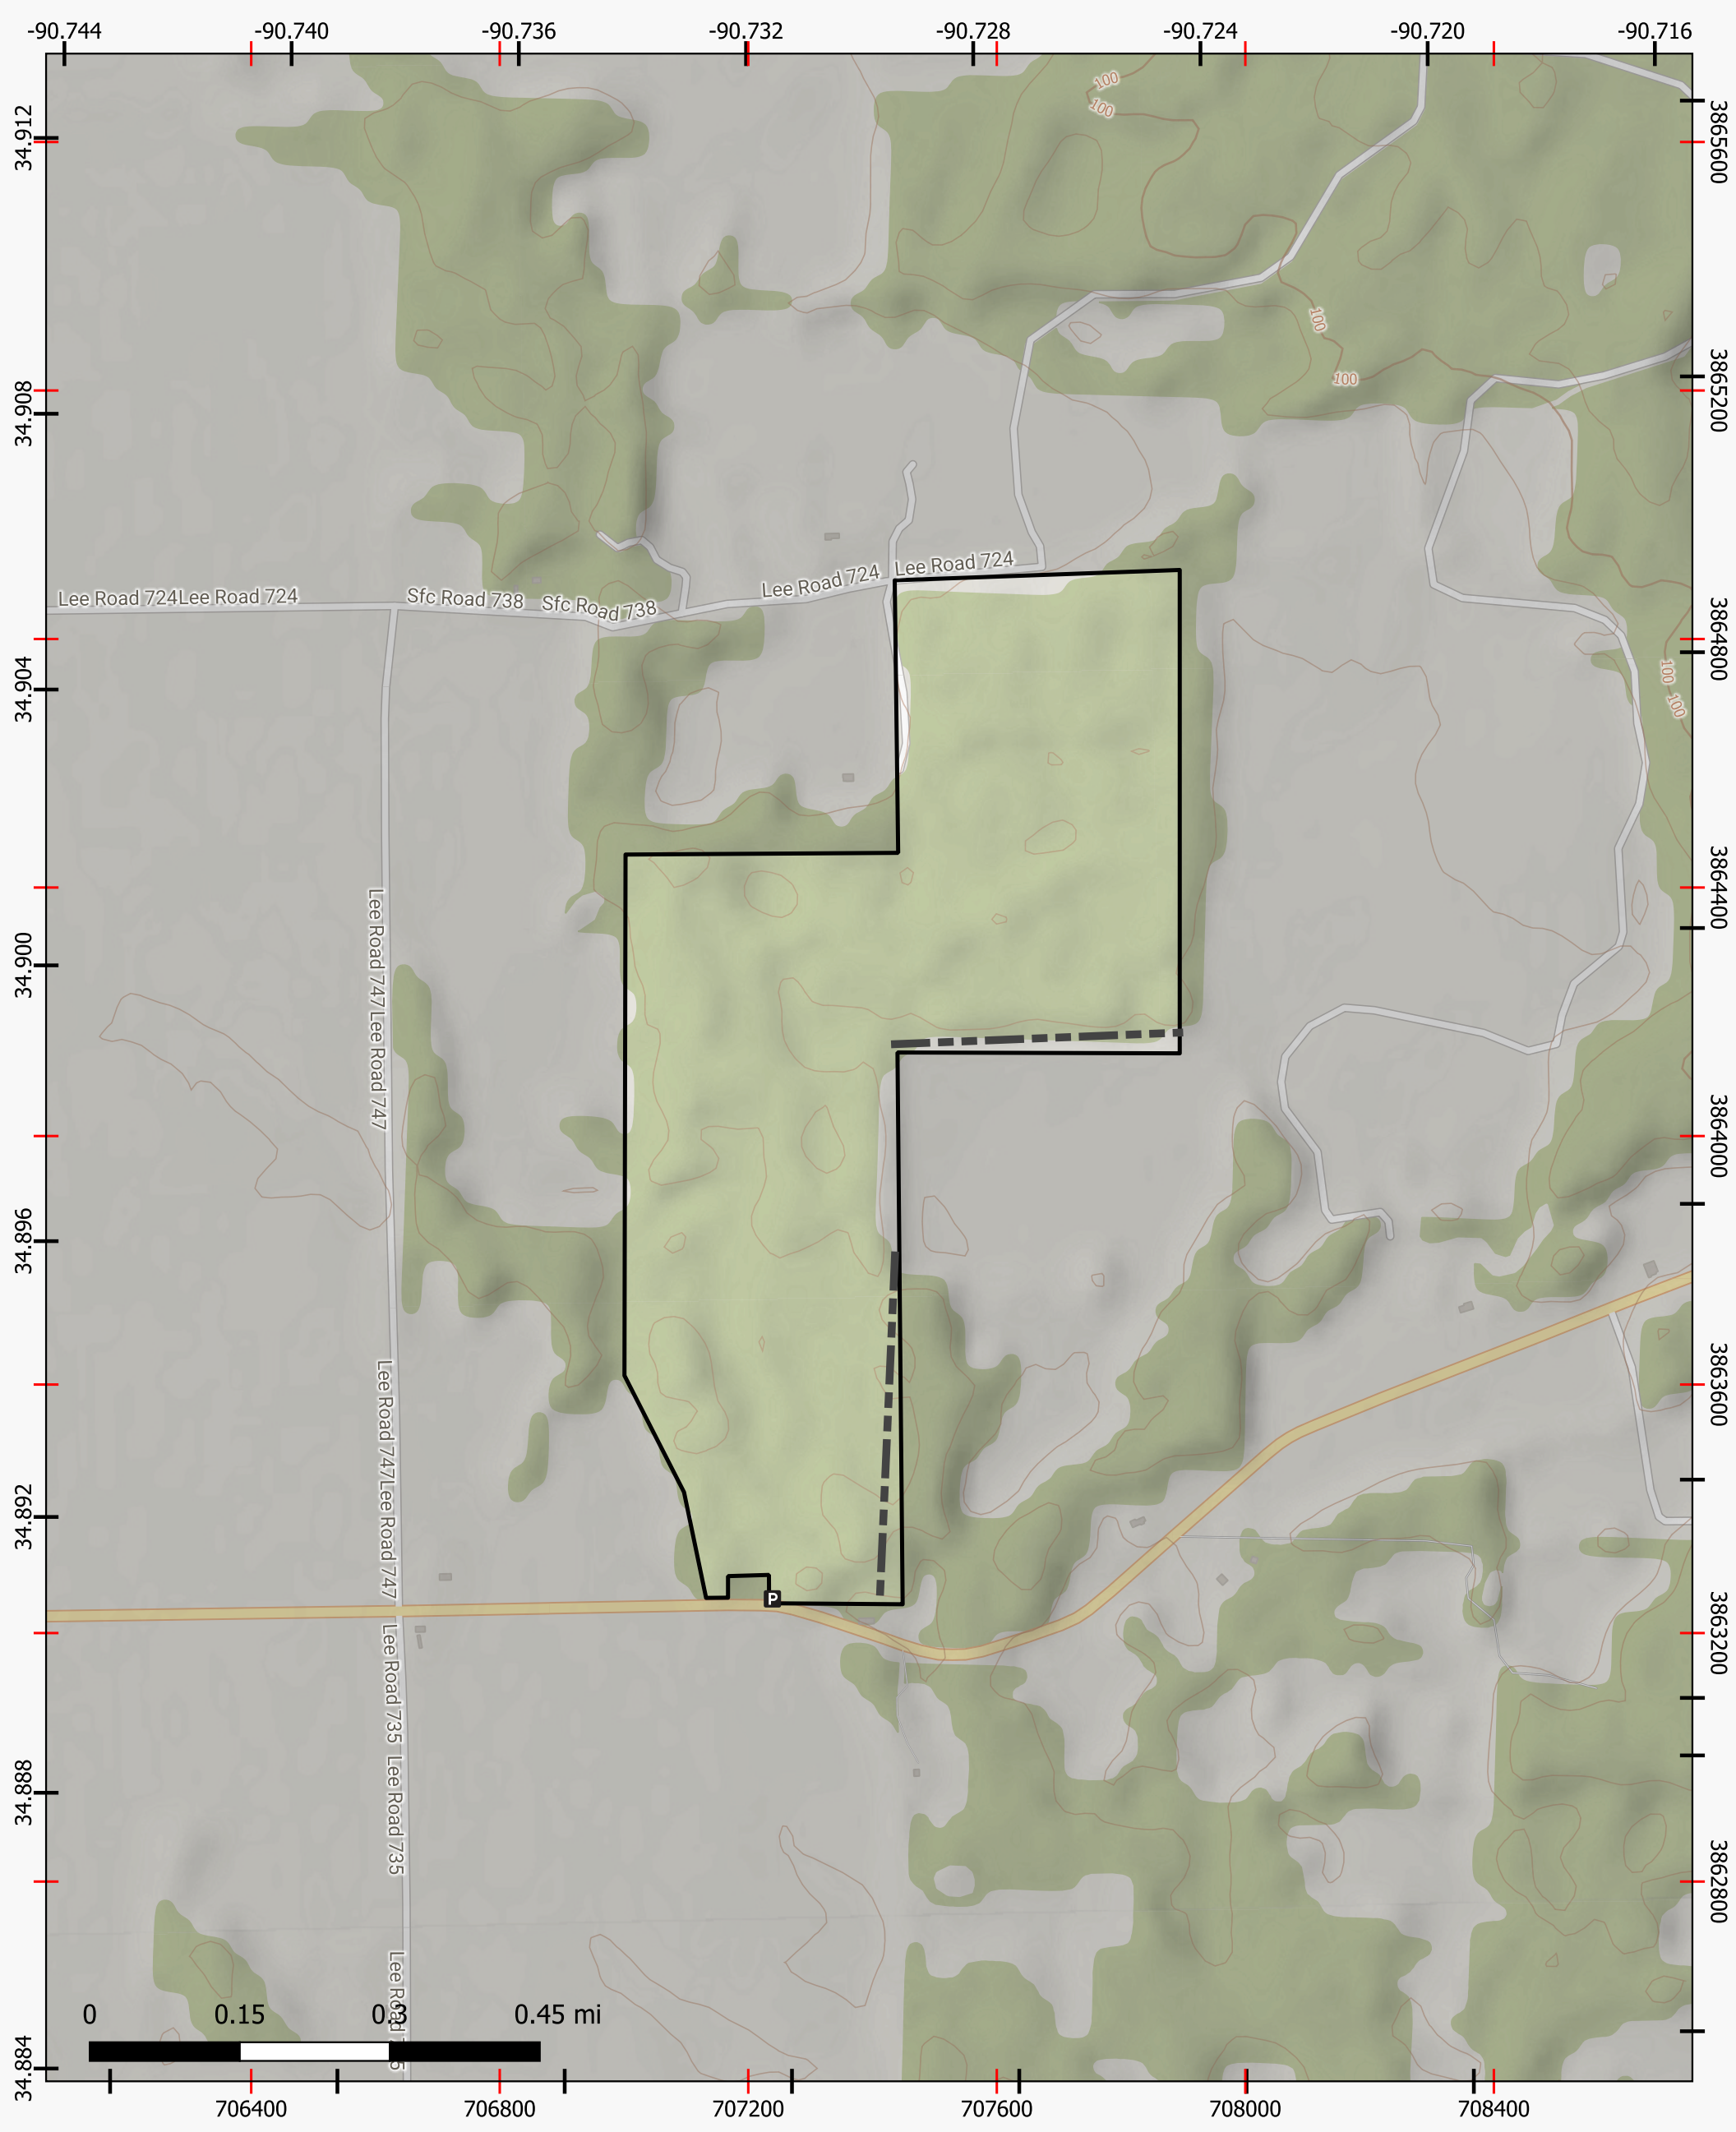 -90.744 -90.740 -90.736 -90.732 -90.728 -90.724 -90.720 -90.716
100
100
34.912
3865600
100
100
34.908
3865200
Lee Road 724
Lee Road 724
Lee Road 724Lee Road 724
Sfc Road 738
Sfc Road 738
3864800
34.904
100
100
3864400
Lee Road 747Lee Road 747
34.900
3864000
34.896
3863600
Lee Road 747Lee Road 747
34.892
P
3863200
Lee Road 735
Lee Road 735
34.888
3862800
Lee Road 735
0 0.15 0.3 0.45 mi
34.884
706400 706800 707200 707600 708000 708400